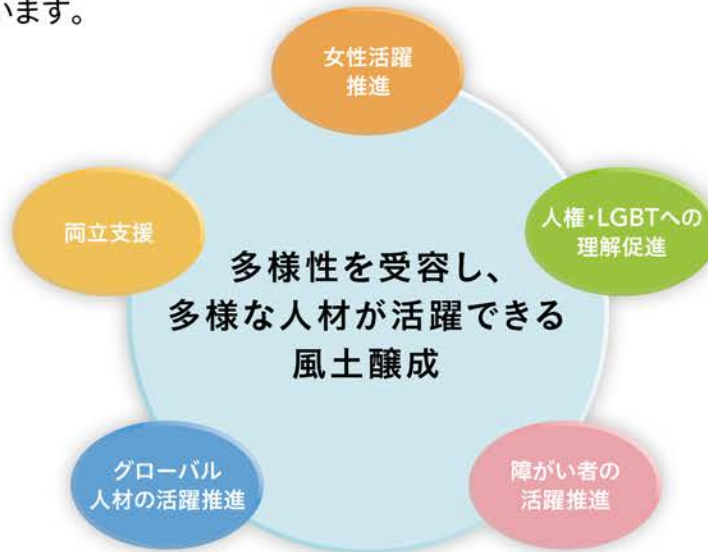 います。
女性活躍
推進
両立支援
人権・LGBTへの
理解促進
多様性を受容し、
多様な人材が活躍できる
風土醸成
グローバル
人材の活躍推進
障がい者の
活躍推進